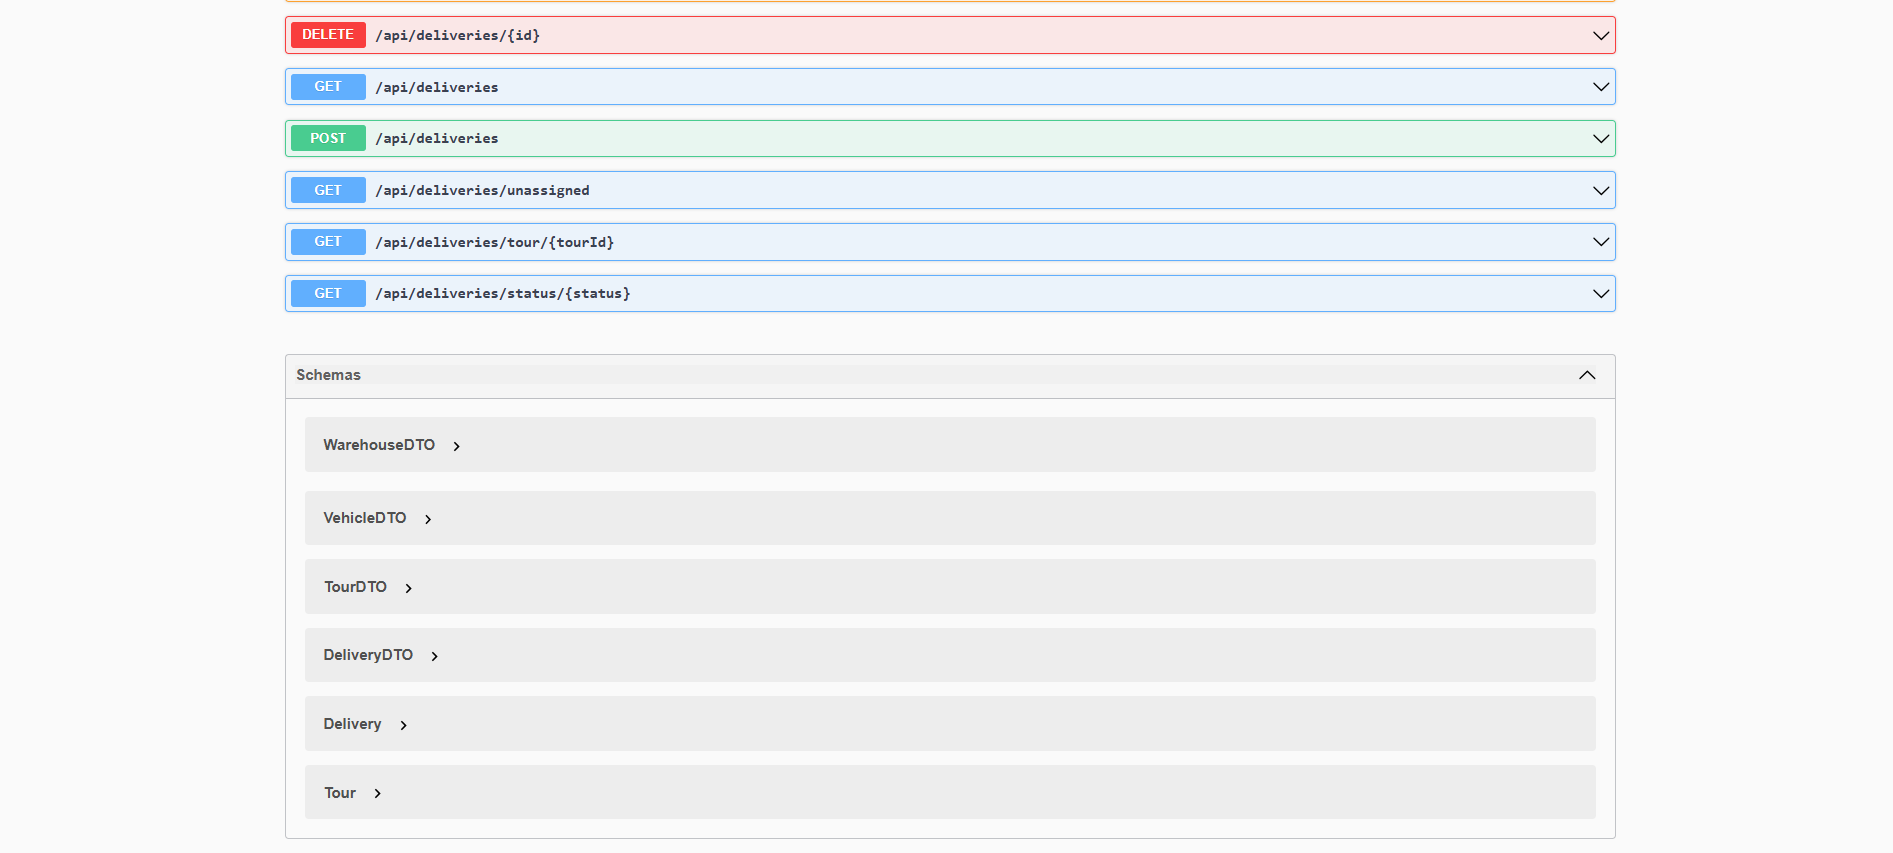 DELETE /api/deliveries/{id}
GET /api/deliveries
POST /api/deliveries
GET /api/deliveries/unassigned
GET /api/deliveries/tour/{tourId}
GET /api/deliveries/status/{status}
Schemas
WarehouseDTO
VehicleDTO
TourDTO
DeliveryDTO
Delivery
Tour